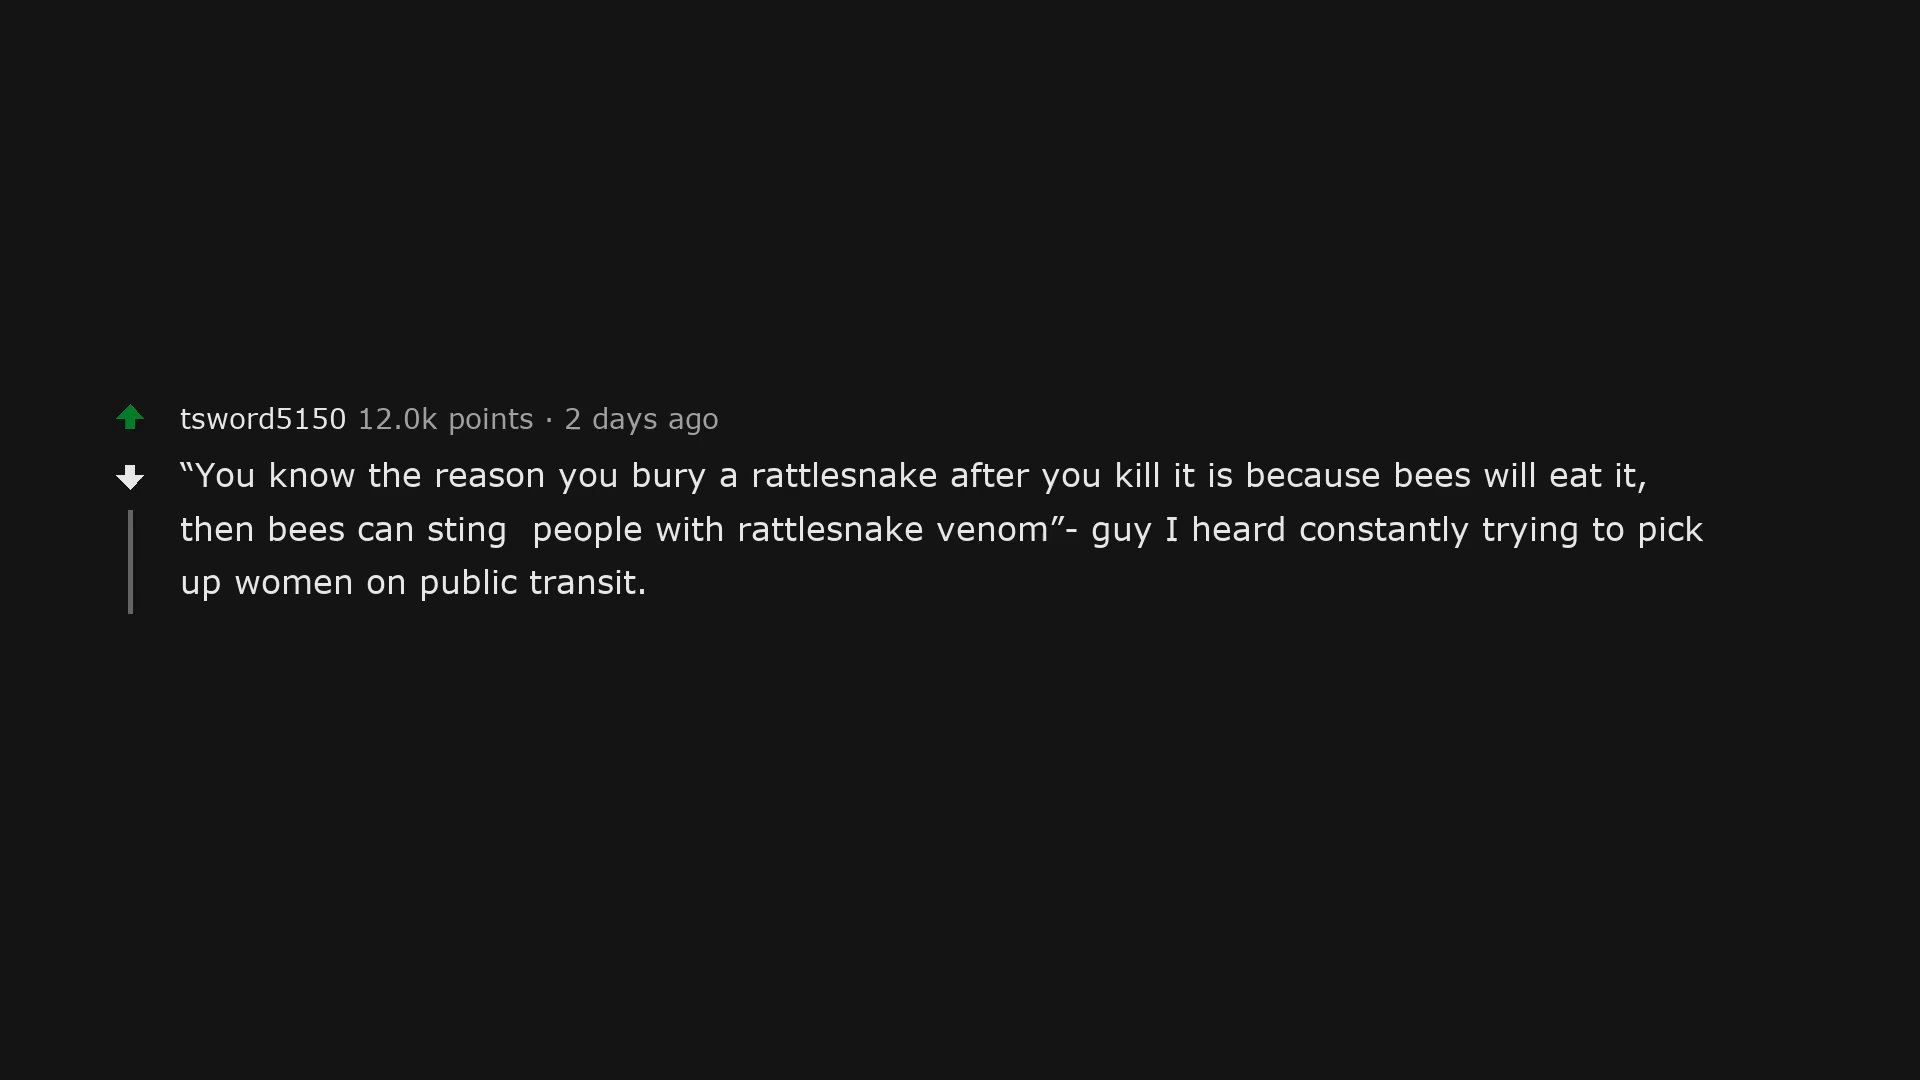 tsword5150 12.0k points · 2 days ago
“You know the reason you bury a rattlesnake after you kill it is because bees will eat it,
then bees can sting  people with rattlesnake venom”- guy I heard constantly trying to pick
up women on public transit.